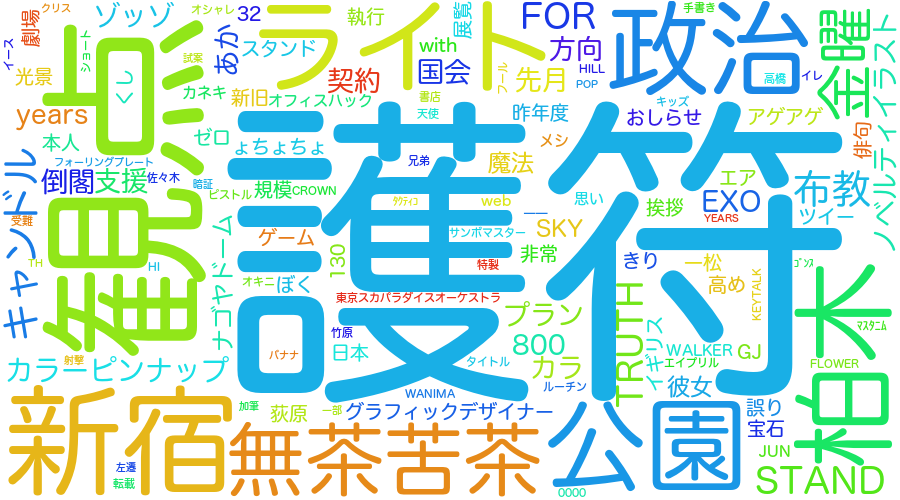 護符
観点
ライト
政治
新宿
公園
柏木
無茶苦茶
金曜
布教
STAND
TRUTH
FOR
EXO
SKY
キャンドル
カラーピンナップ
ノベルティイラスト
ナゴヤドーム
グラフィックデザイナー
ゾッゾ
32
執行
with
展覧
方向
HILL
POP
手書き
オシャレ
クリス
劇場
イース
ショート
あか
スタンド
契約
国会
先月
光景
years
カネキ
新旧
オフィスハック
書店
天使
昨年度
キッズ
高橋
イレ
おしらせ
アゲアゲ
俳句
本人
ゼロ
ょちょちょ
メシ
フォーリングプレート
倒閣
支援
佐々木
暗証
ピストル
規模
CROWN
兄弟
魔法
ﾀｸﾃｨｺ
web
思い
挨拶
エア
YEARS
ツイー
受難
ゲーム
130
サンボマスター
非常
きり
一松
高め
ｺﾞﾝｽ
TH
HI
オキニ
ぼく
特製
東京スカパラダイスオーケストラ
KEYTALK
竹原
日本
プラン
800
カラ
イギリス
WALKER
GJ
エイプリル
ﾏｽﾀﾆﾑ
FLOWER
射撃
バナナ
タイトル
ルーチン
彼女
WANIMA
加筆
荻原
一部
誤り
宝石
JUN
左遷
転載
0000
試案
くし